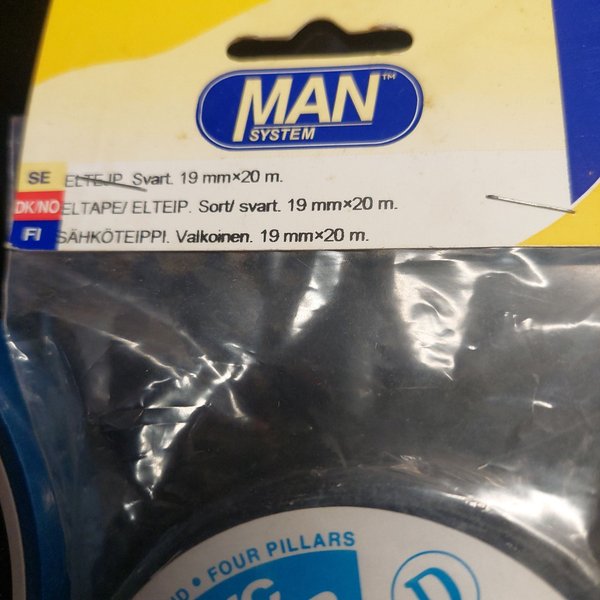 MAN™
SYSTEM
SE ELTEJP. Svart. 19 mm×20 m.
DK/NO ELTAPE/ ELTEIP. Sort/ svart. 19 mm×20 m.
FI SÄHKÖTEIPPI. Valkoinen. 19 mm×20 m.
• FOUR PILLARS
D